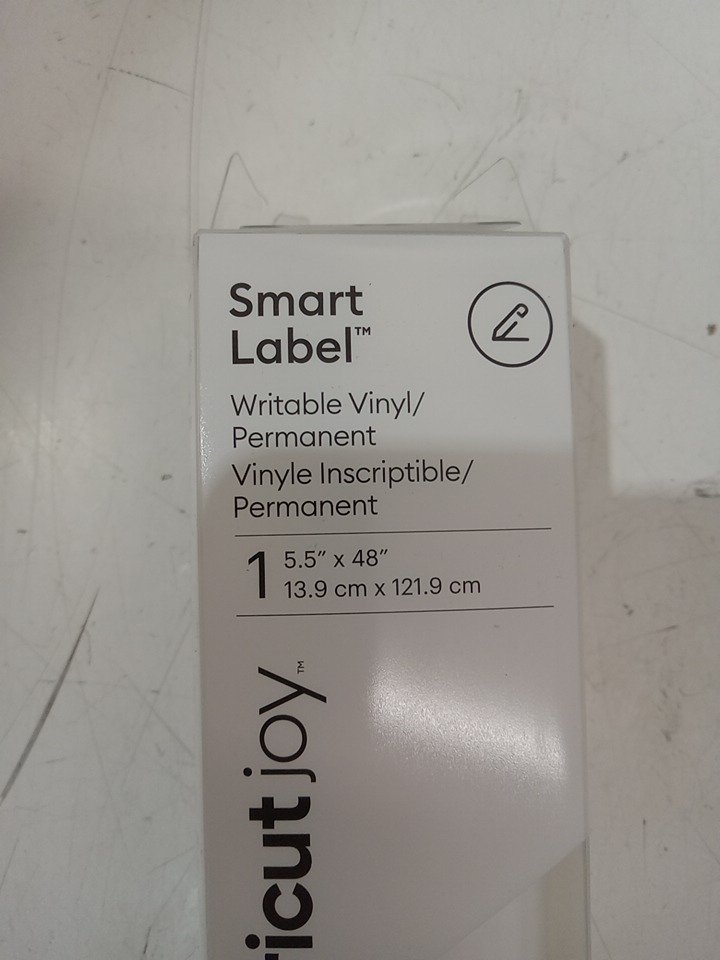 Smart
Label™
Writable Vinyl/
Permanent
Vinyle Inscriptible/
Permanent
1 5.5″ x 48″
13.9 cm x 121.9 cm
ricut joy™